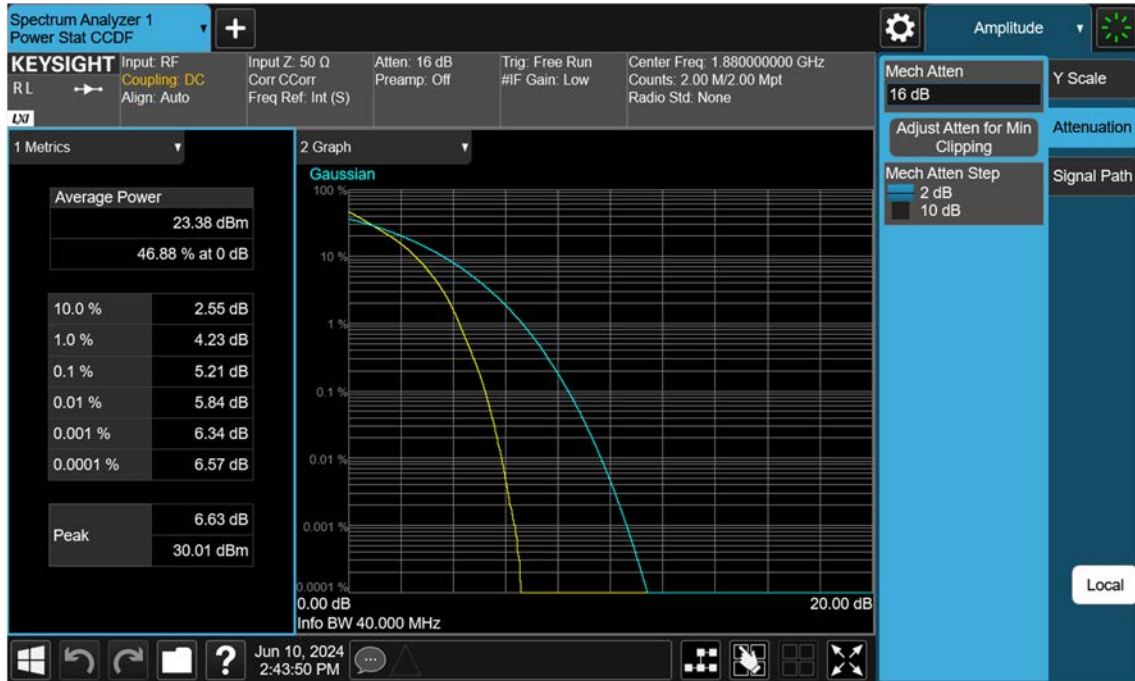 Spectrum Analyzer 1
Power Stat CCDF
+
Amplitude
KEYSIGHT
R L
LXI
Input: RF
Coupling: DC
Align: Auto
Input Z: 50 Ω
Corr CCorr
Freq Ref: Int (S)
Atten: 16 dB
Preamp: Off
Trig: Free Run
#IF Gain: Low
Center Freq: 1.880000000 GHz
Counts: 2.00 M/2.00 Mpt
Radio Std: None
Mech Atten
16 dB
Adjust Atten for Min
Clipping
Mech Atten Step
2 dB
10 dB
Y Scale
Attenuation
Signal Path
Local
1 Metrics
Average Power
23.38 dBm
46.88 % at 0 dB
10.0 % 2.55 dB
1.0 % 4.23 dB
0.1 % 5.21 dB
0.01 % 5.84 dB
0.001 % 6.34 dB
0.0001 % 6.57 dB
Peak
6.63 dB
30.01 dBm
2 Graph
Gaussian
100 %
10 %
1 %
0.1 %
0.01 %
0.001 %
0.0001 %
0.00 dB 20.00 dB
Info BW 40.000 MHz
?
Jun 10, 2024
2:43:50 PM